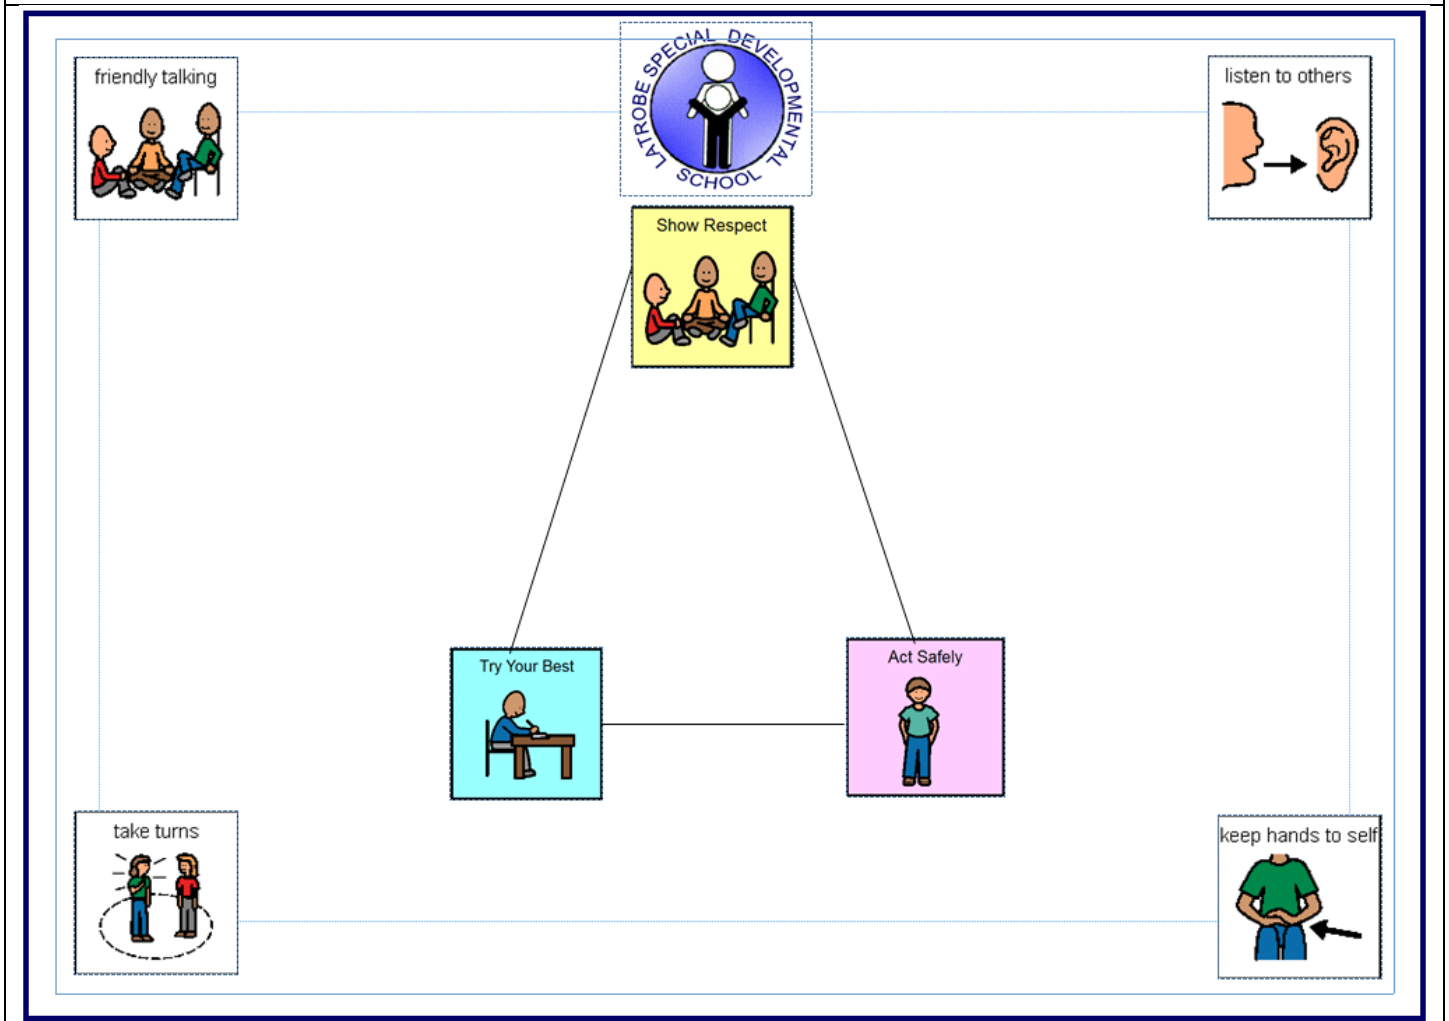 friendly talking
LATROBE SPECIAL DEVELOPMENTAL SCHOOL
listen to others
Show Respect
Try Your Best
Act Safely
take turns
keep hands to self